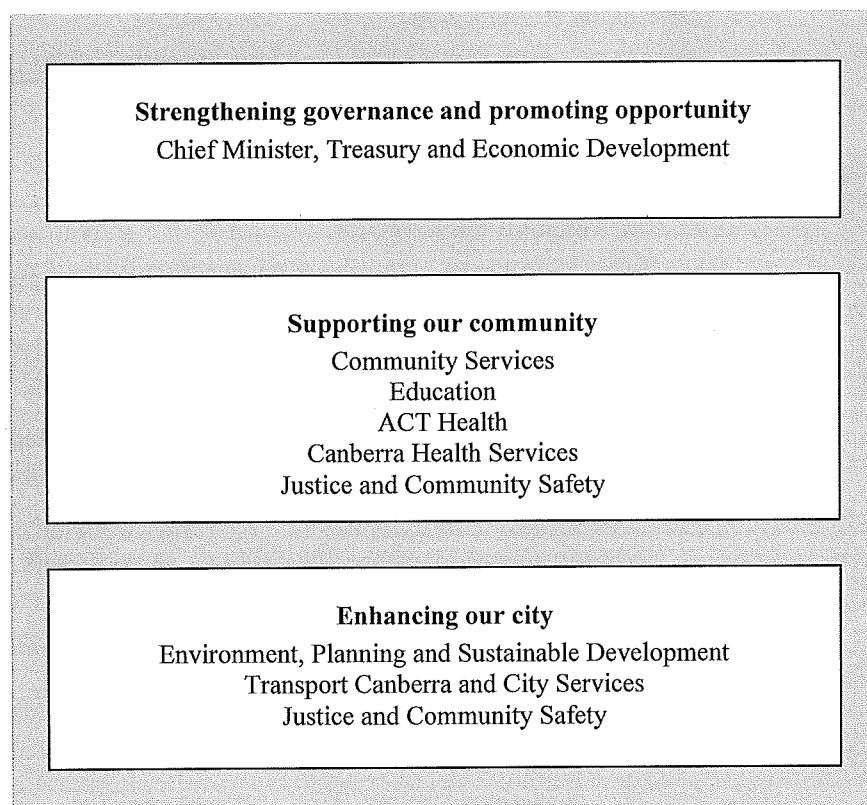 Strengthening governance and promoting opportunity
Chief Minister, Treasury and Economic Development
Supporting our community
Community Services
Education
ACT Health
Canberra Health Services
Justice and Community Safety
Enhancing our city
Environment, Planning and Sustainable Development
Transport Canberra and City Services
Justice and Community Safety